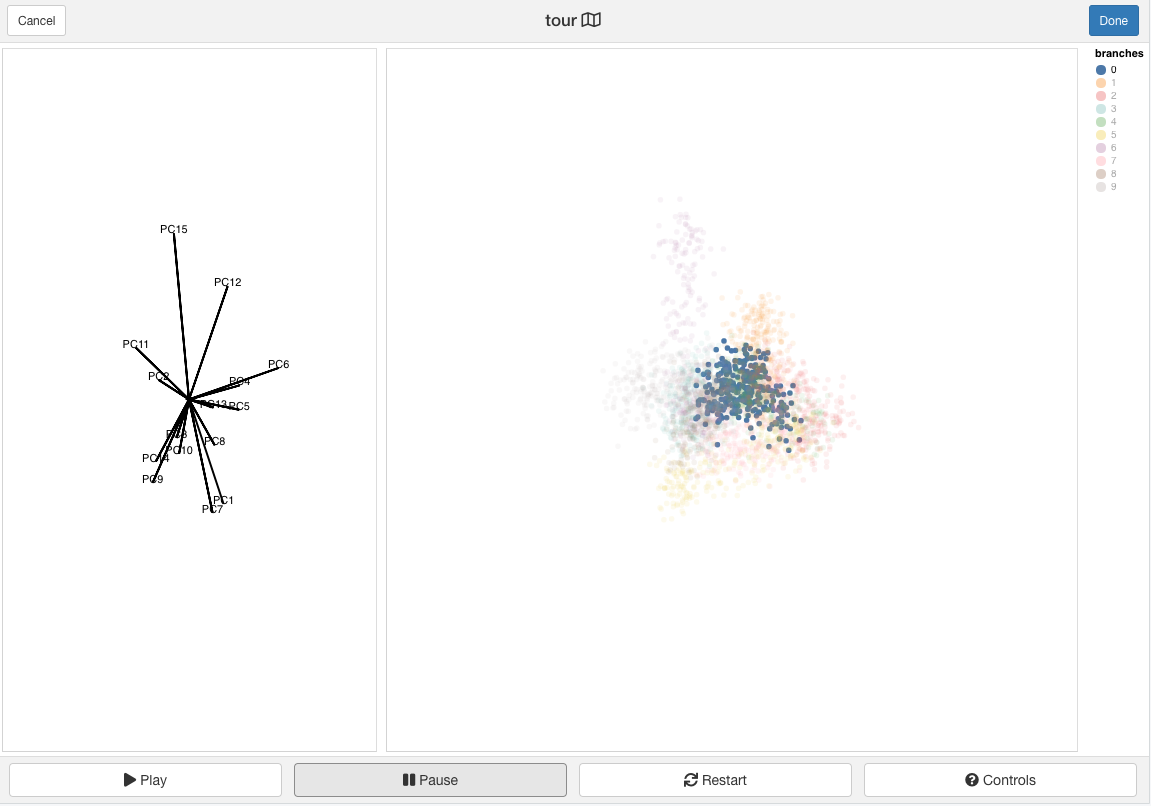 Cancel
tour
Done
branches
0
1
2
3
4
5
6
7
8
9
PC15
PC12
PC11
PC6
PC2
PC4
PC13
PC5
PC3
PC8
PC10
PC14
PC9
PC1
PC7
Play
Pause
Restart
Controls